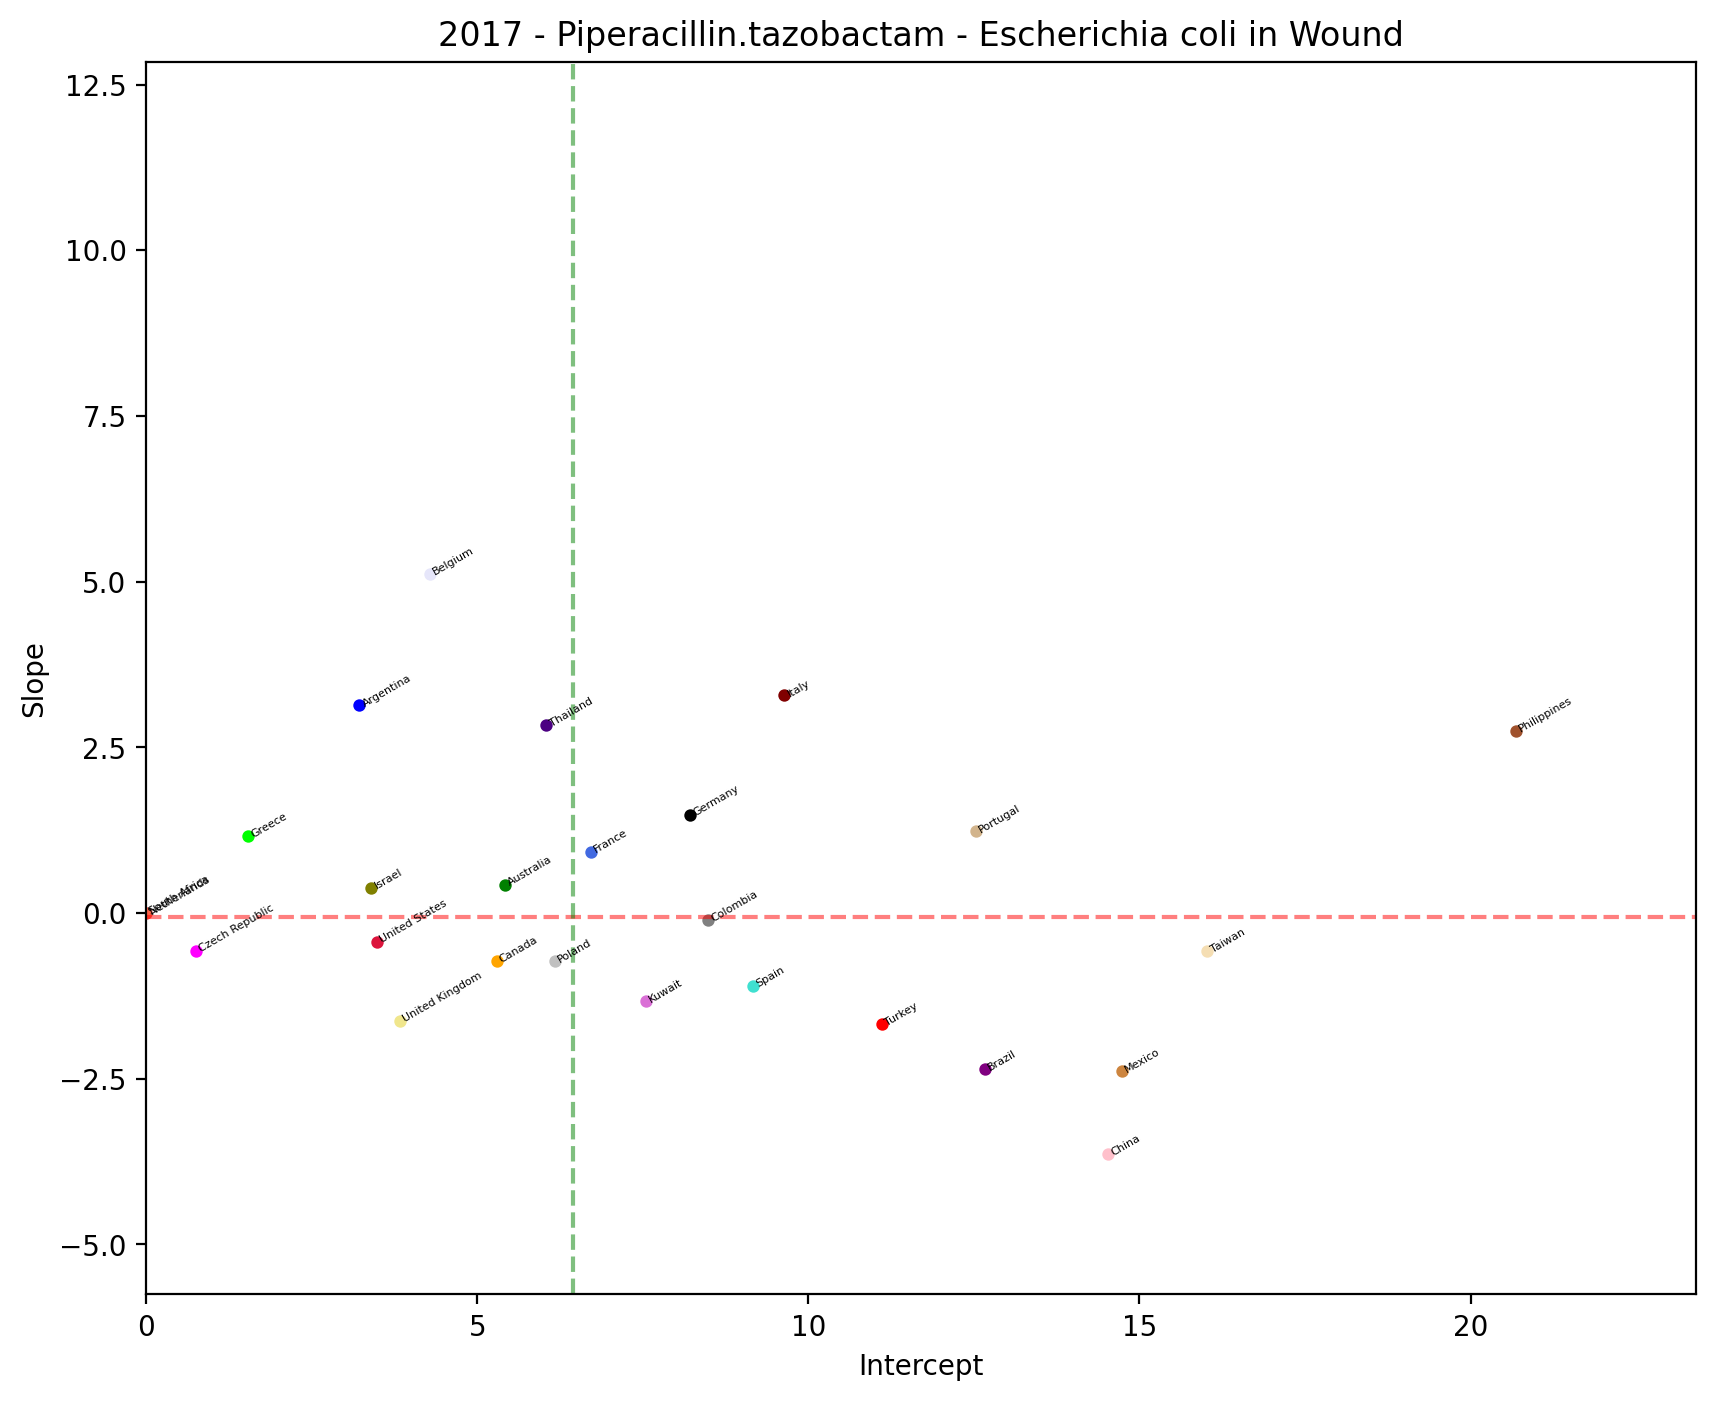 2017 - Piperacillin.tazobactam - Escherichia coli in Wound
12.5
10.0
7.5
5.0
2.5
0.0
−2.5
−5.0
Slope
Belgium
Argentina
Thailand
Italy
Philippines
Germany
Portugal
Greece
France
Israel
Australia
South Africa
Netherlands
Czech Republic
United States
Colombia
Canada
Poland
Taiwan
United Kingdom
Kuwait
Spain
Turkey
Brazil
Mexico
China
0
5
10
15
20
Intercept